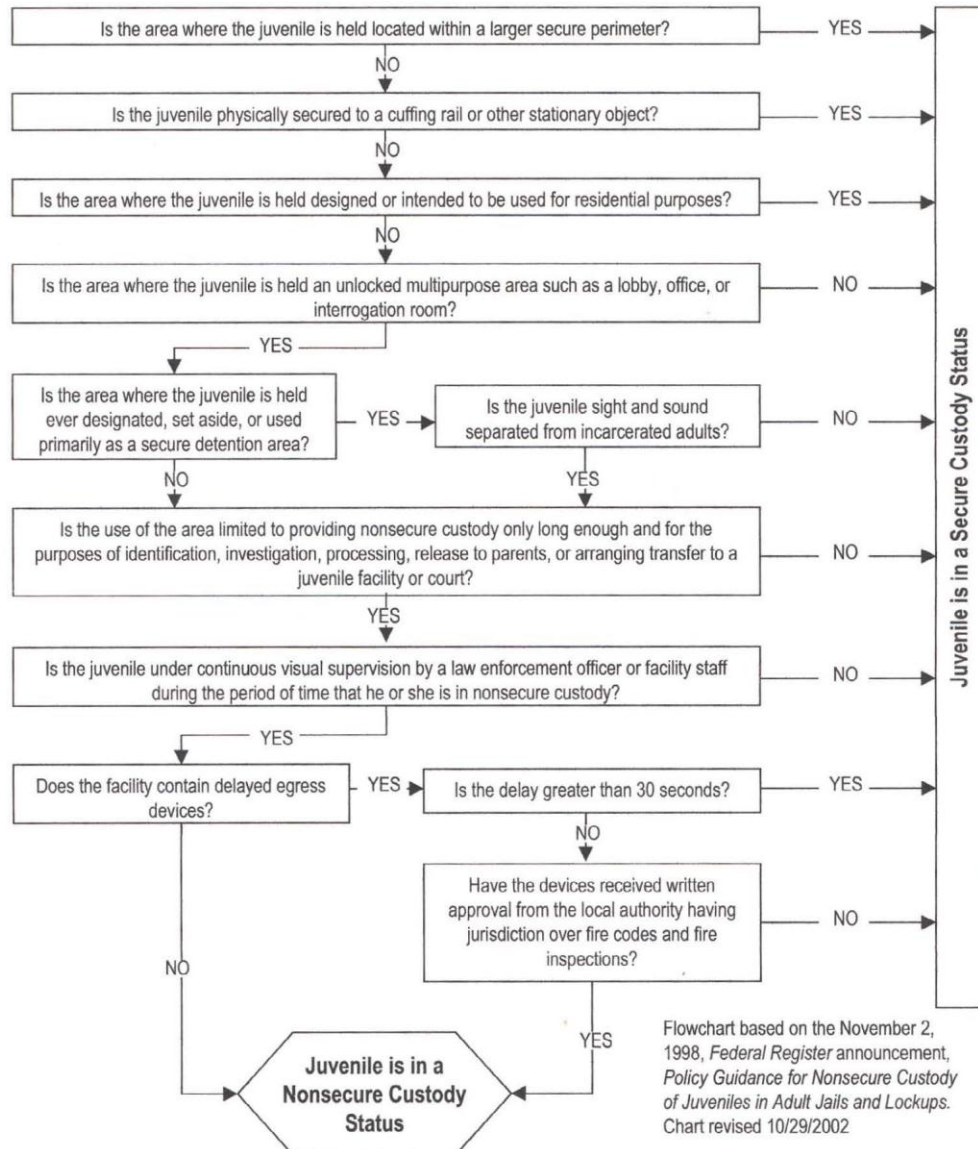 Is the area where the juvenile is held located within a larger secure perimeter?
YES
NO
Is the juvenile physically secured to a cuffing rail or other stationary object?
YES
NO
Is the area where the juvenile is held designed or intended to be used for residential purposes?
YES
NO
Is the area where the juvenile is held an unlocked multipurpose area such as a lobby, office, or
interrogation room?
NO
YES
Is the area where the juvenile is held
ever designated, set aside, or used
primarily as a secure detention area?
YES
Is the juvenile sight and sound
separated from incarcerated adults?
NO
NO
YES
Is the use of the area limited to providing nonsecure custody only long enough and for the
purposes of identification, investigation, processing, release to parents, or arranging transfer to a
juvenile facility or court?
NO
YES
Is the juvenile under continuous visual supervision by a law enforcement officer or facility staff
during the period of time that he or she is in nonsecure custody?
NO
YES
Does the facility contain delayed egress
devices?
YES
Is the delay greater than 30 seconds?
YES
NO
Have the devices received written
approval from the local authority having
jurisdiction over fire codes and fire
inspections?
NO
NO
YES
Juvenile is in a
Nonsecure Custody
Status
Juvenile is in a Secure Custody Status
Flowchart based on the November 2,
1998, Federal Register announcement,
Policy Guidance for Nonsecure Custody
of Juveniles in Adult Jails and Lockups.
Chart revised 10/29/2002